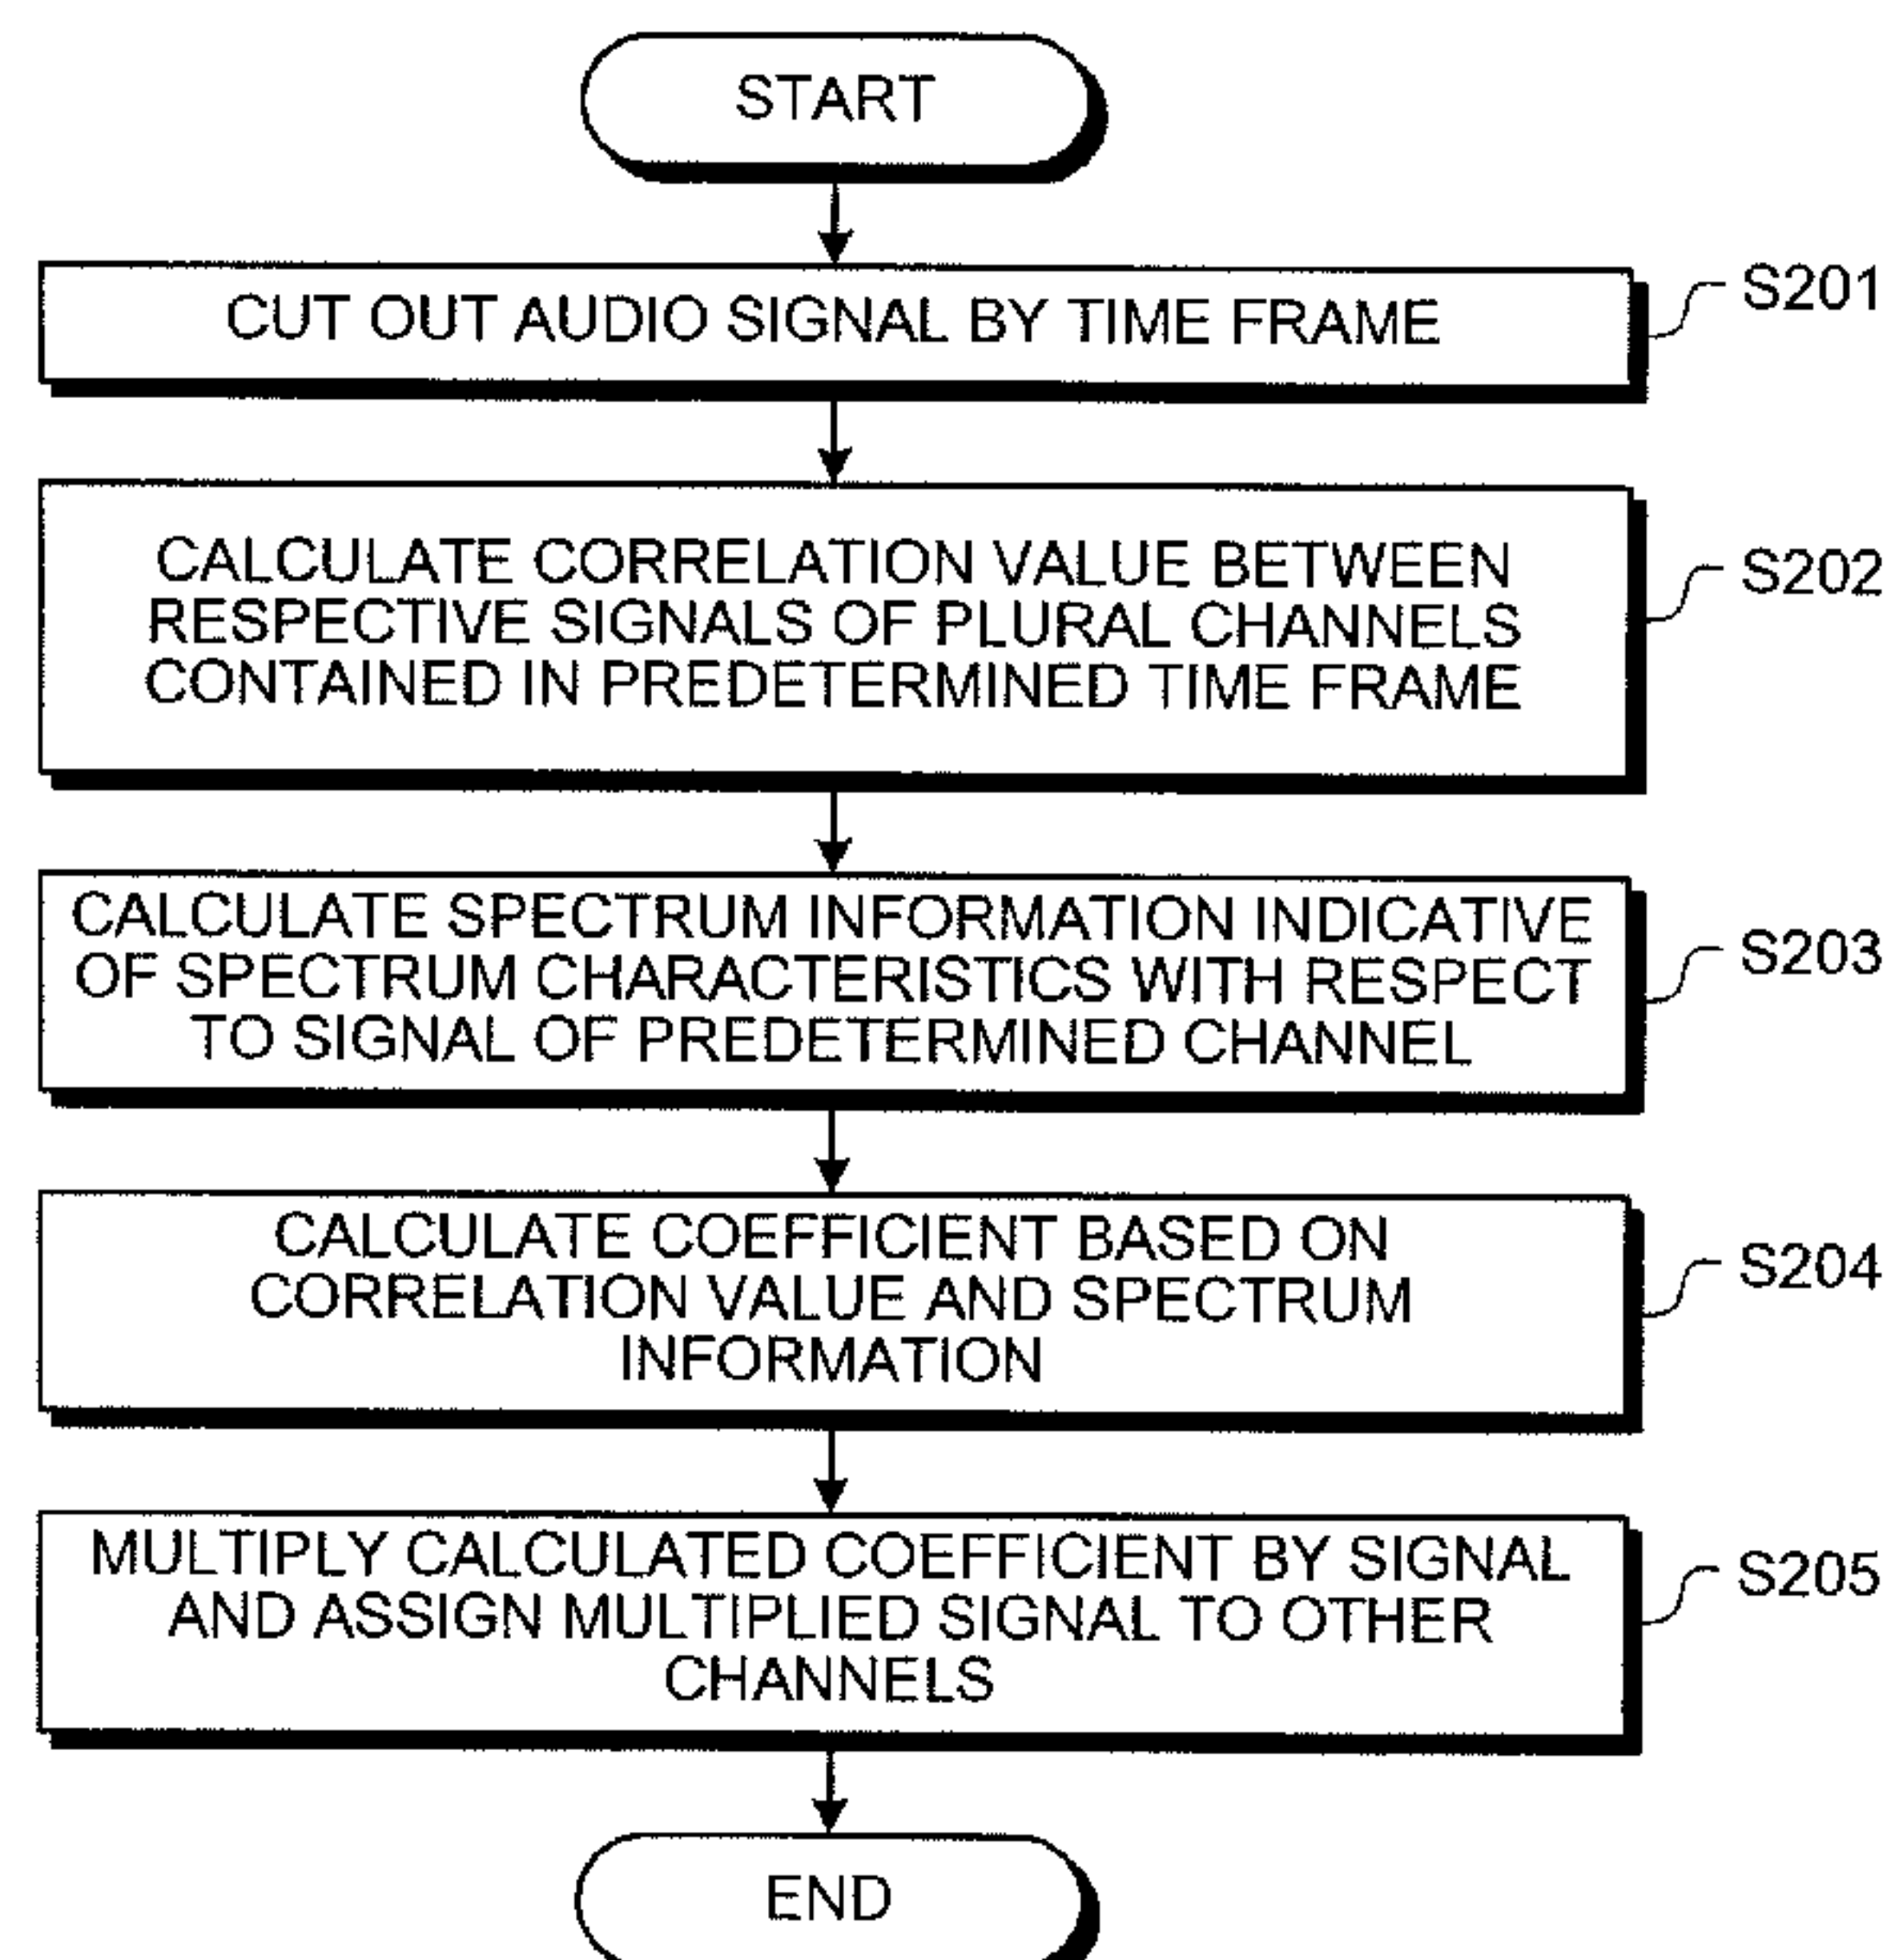 START
CUT OUT AUDIO SIGNAL BY TIME FRAME
S201
CALCULATE CORRELATION VALUE BETWEEN
RESPECTIVE SIGNALS OF PLURAL CHANNELS
CONTAINED IN PREDETERMINED TIME FRAME
S202
CALCULATE SPECTRUM INFORMATION INDICATIVE
OF SPECTRUM CHARACTERISTICS WITH RESPECT
TO SIGNAL OF PREDETERMINED CHANNEL
S203
CALCULATE COEFFICIENT BASED ON
CORRELATION VALUE AND SPECTRUM
INFORMATION
S204
MULTIPLY CALCULATED COEFFICIENT BY SIGNAL
AND ASSIGN MULTIPLIED SIGNAL TO OTHER
CHANNELS
S205
END